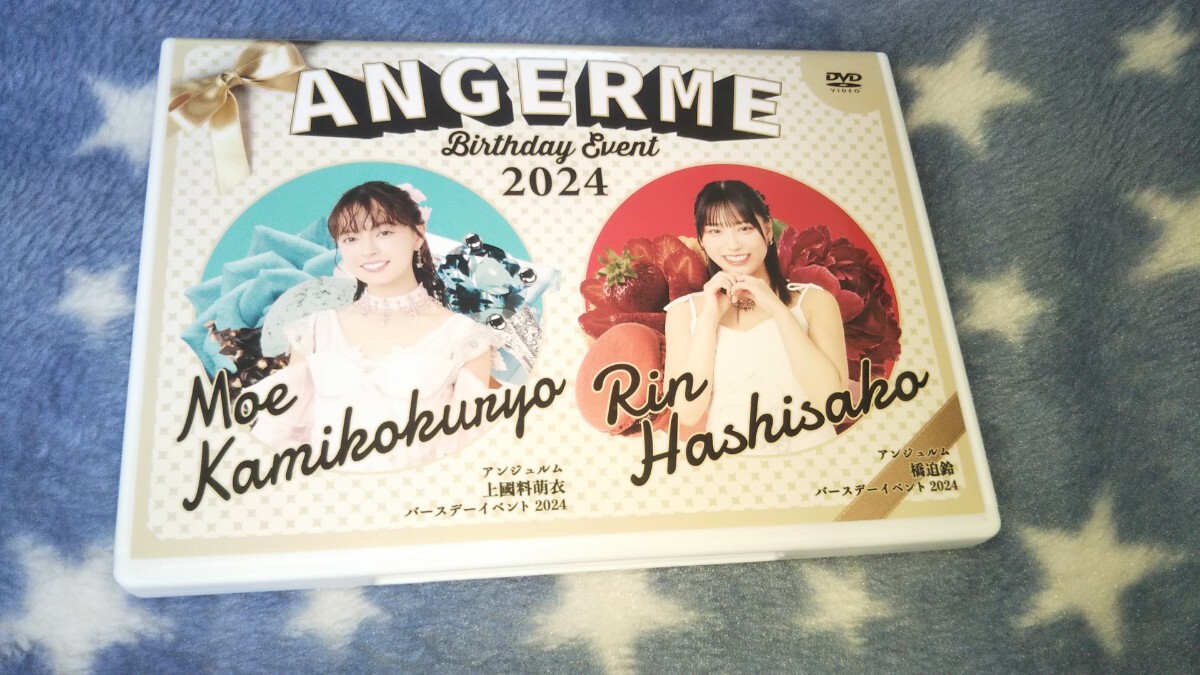 ANGERME
DVD
VIDEO
Birthday Event
2024
Moe
Kamikokuryo
アンジュルム
上國料萌衣
バースデーイベント 2024
Rin
Hashisako
アンジュルム
橋迫鈴
バースデーイベント 2024